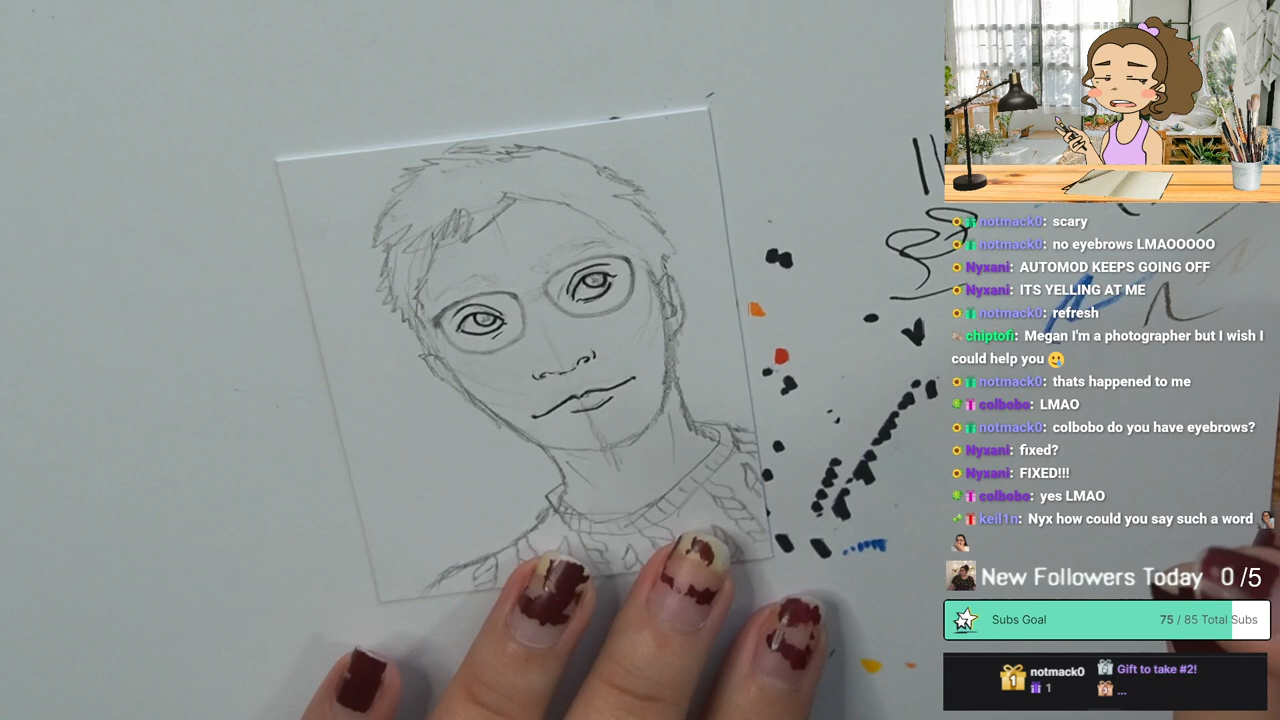 notmack0: scary
notmack0: no eyebrows LMAOOOOO
Nyxani: AUTOMOD KEEPS GOING OFF
Nyxani: ITS YELLING AT ME
notmack0: refresh
chiptofi: Megan I'm a photographer but I wish I
could help you
notmack0: thats happened to me
colbobo: LMAO
notmack0: colbobo do you have eyebrows?
Nyxani: fixed?
Nyxani: FIXED!!!
colbobo: yes LMAO
keil1n: Nyx how could you say such a word
New Followers Today 0 /5
Subs Goal 75 / 85 Total Subs
1 notmack0 2 Gift to take #2!
1 3 ...